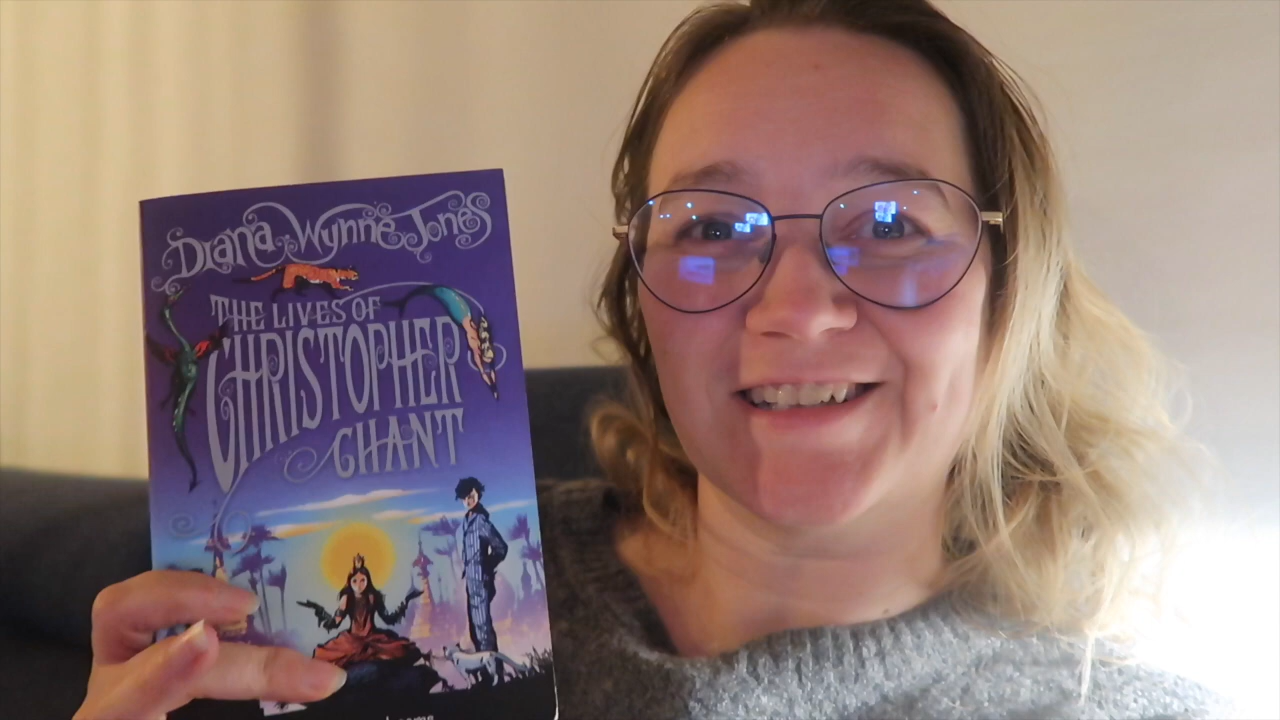 Diana Wynne Jones
THE LIVES OF
CHRISTOPHER
CHANT